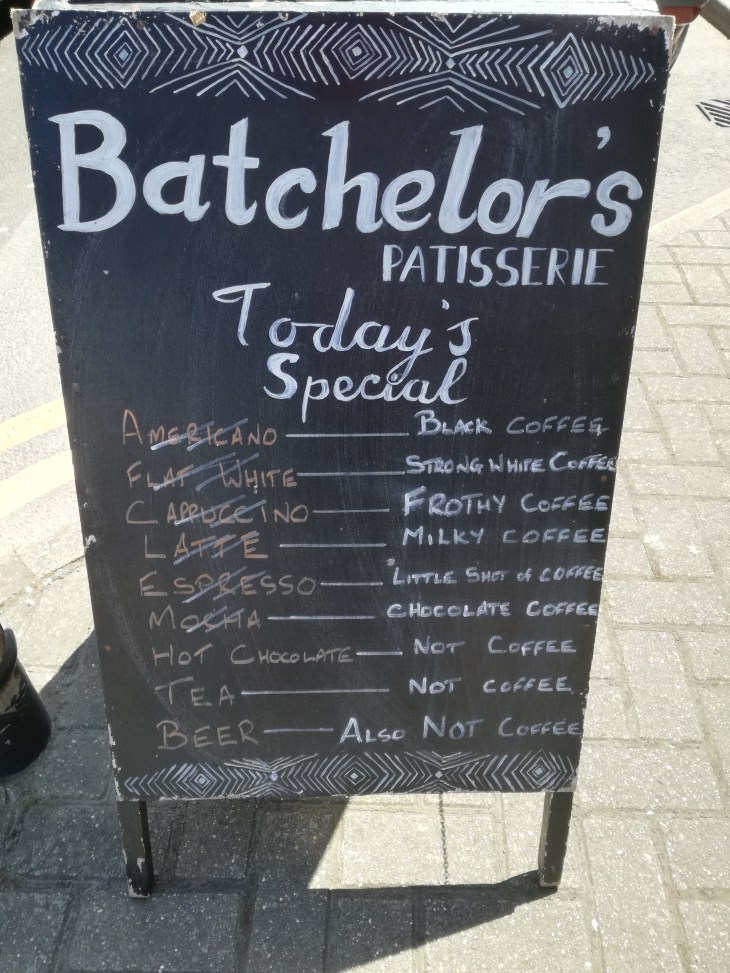 Batchelor's
PATISSERIE
Today's
Special
AMERICANO — BLACK COFFEE
FLAT WHITE — STRONG WHITE COFFEE
CAPPUCCINO — FROTHY COFFEE
LATTE — MILKY COFFEE
ESPRESSO — LITTLE SHOT of COFFEE
MOCHA — CHOCOLATE COFFEE
HOT CHOCOLATE — NOT COFFEE
TEA — NOT COFFEE
BEER — ALSO NOT COFFEE